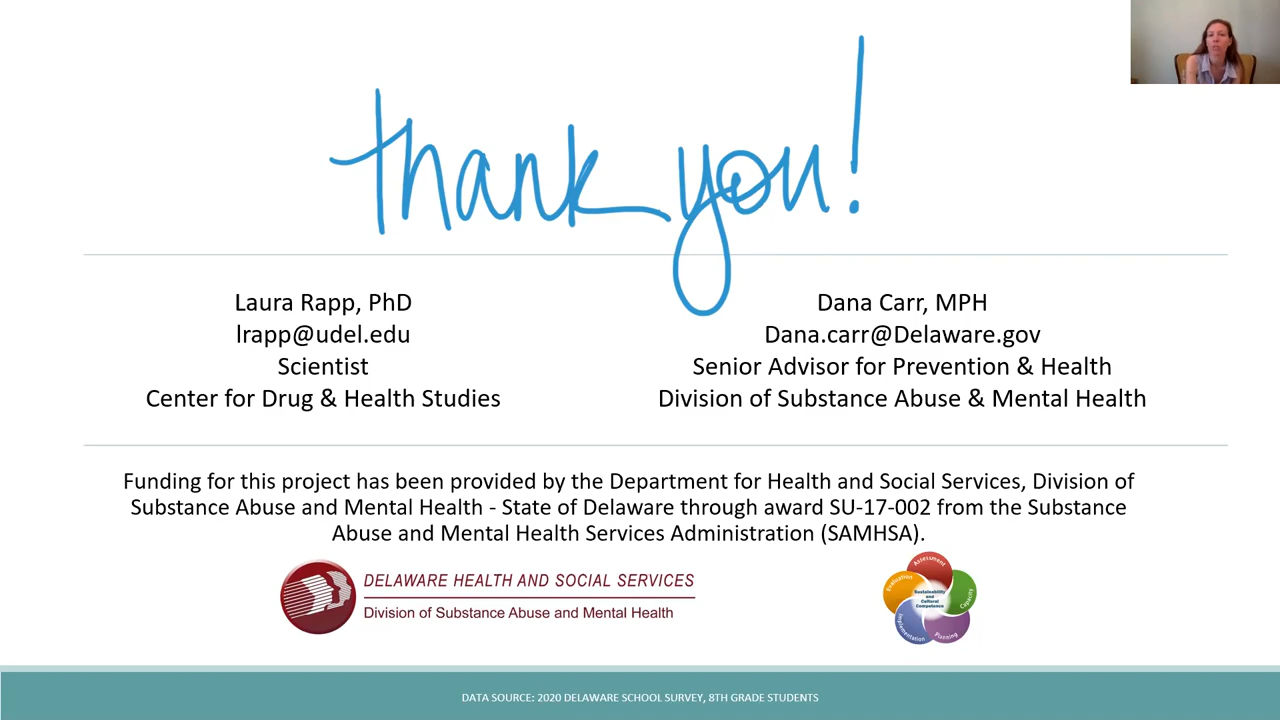 thank you!
Laura Rapp, PhD
lrapp@udel.edu
Scientist
Center for Drug & Health Studies
Dana Carr, MPH
Dana.carr@Delaware.gov
Senior Advisor for Prevention & Health
Division of Substance Abuse & Mental Health
Funding for this project has been provided by the Department for Health and Social Services, Division of
Substance Abuse and Mental Health - State of Delaware through award SU-17-002 from the Substance
Abuse and Mental Health Services Administration (SAMHSA).
DELAWARE HEALTH AND SOCIAL SERVICES
Division of Substance Abuse and Mental Health
Assessment
Capacity
Planning
Implementation
Evaluation
Sustainability
and
Cultural
Competence
DATA SOURCE: 2020 DELAWARE SCHOOL SURVEY, 8TH GRADE STUDENTS